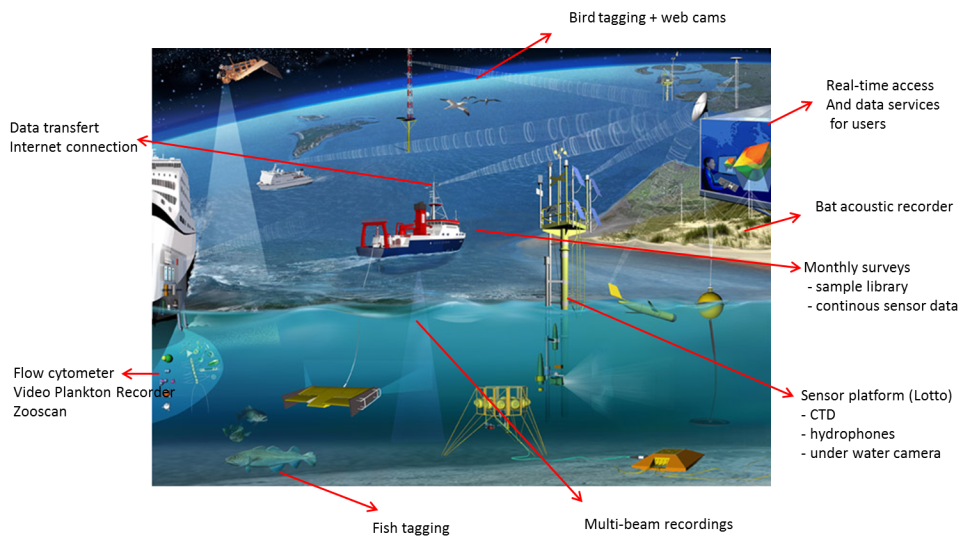 Bird tagging + web cams
Real-time access
And data services
for users
Data transfert
Internet connection
Bat acoustic recorder
Monthly surveys
- sample library
- continous sensor data
Flow cytometer
Video Plankton Recorder
Zooscan
Sensor platform (Lotto)
- CTD
- hydrophones
- under water camera
Fish tagging
Multi-beam recordings